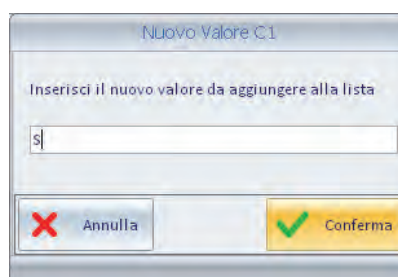 Nuovo Valore C1
Inserisci il nuovo valore da aggiungere alla lista
S
Annulla
Conferma